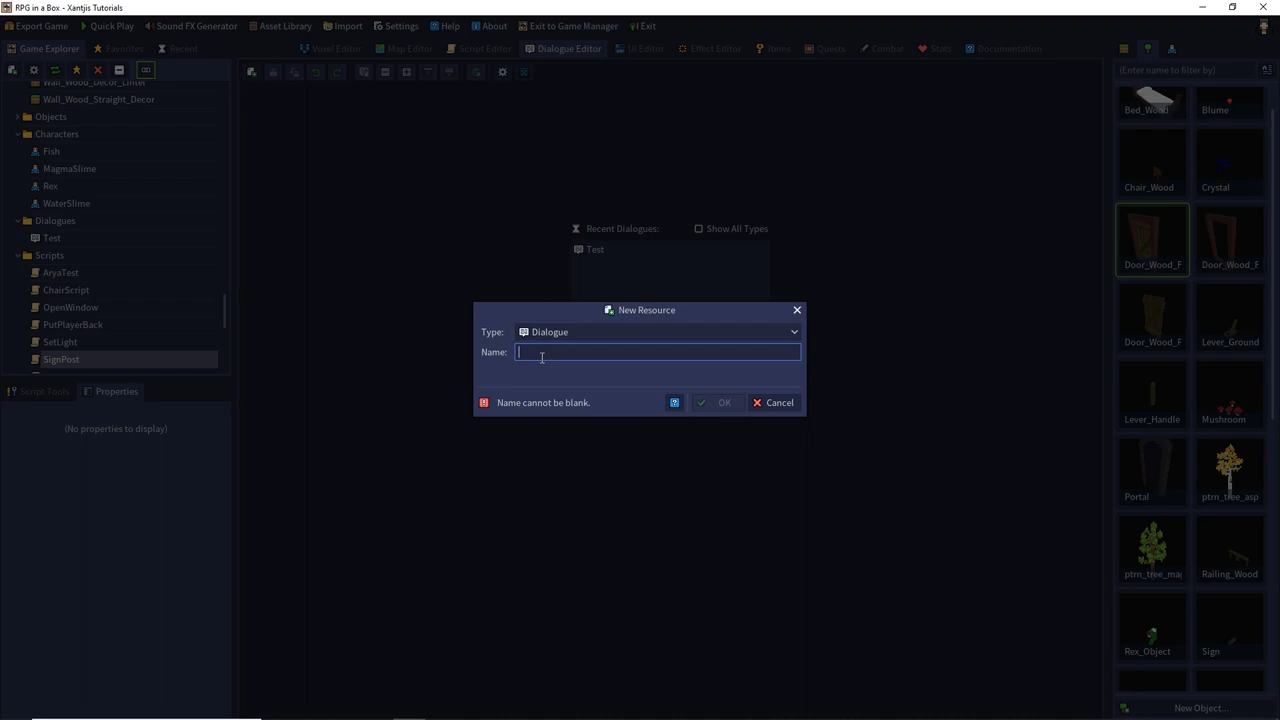 RPG in a Box - Xantjis Tutorials
Export Game Quick Play Sound FX Generator Asset Library Import Settings Help About Exit to Game Manager Exit
Game Explorer Favorites Recent Voxel Editor Map Editor Script Editor Dialogue Editor UI Editor Effect Editor Items Quests Combat Stats Documentation
(Enter name to filter by)
Wall_Wood_Decor_Lintel
Wall_Wood_Straight_Decor
Objects
Characters
Fish
MagmaSlime
Rex
WaterSlime
Dialogues
Test
Scripts
AryaTest
ChairScript
OpenWindow
PutPlayerBack
SetLight
SignPost
Script Tools Properties
(No properties to display)
Recent Dialogues: Show All Types
Test
New Resource
Type: Dialogue
Name:
Name cannot be blank. OK Cancel
Bed_Wood Blume
Chair_Wood Crystal
Door_Wood_F Door_Wood_F
Door_Wood_F Lever_Ground
Lever_Handle Mushroom
Portal ptrn_tree_asp
ptrn_tree_ma Railing_Wood
Rex_Object Sign
New Object...